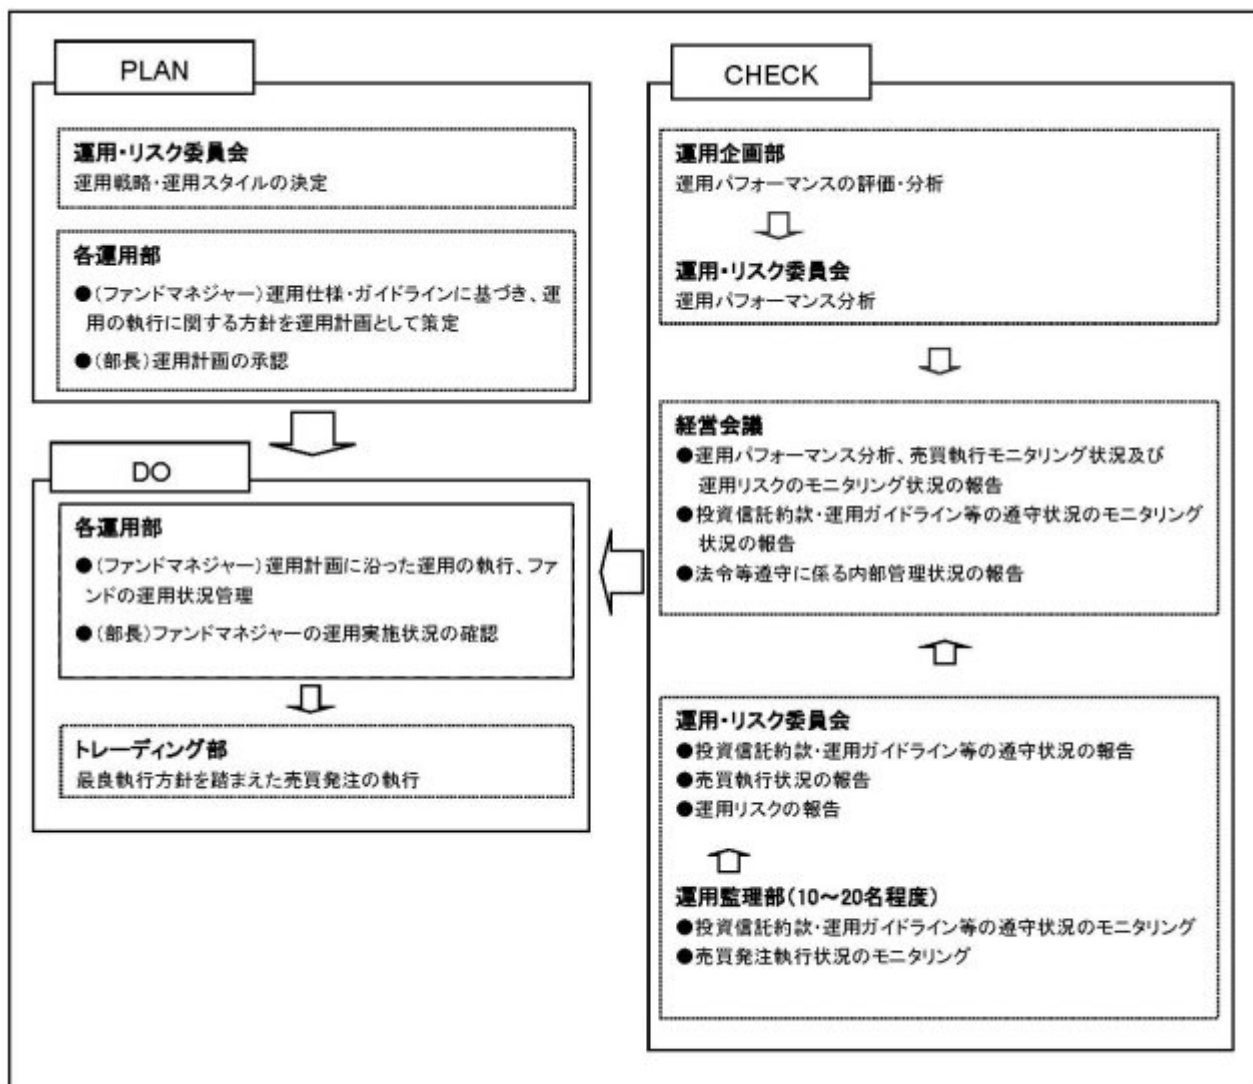 PLAN
運用・リスク委員会
運用戦略・運用スタイルの決定
各運用部
●(ファンドマネジャー)運用仕様・ガイドラインに基づき、運
用の執行に関する方針を運用計画として策定
●(部長)運用計画の承認
DO
各運用部
●(ファンドマネジャー)運用計画に沿った運用の執行、ファ
ンドの運用状況管理
●(部長)ファンドマネジャーの運用実施状況の確認
トレーディング部
最良執行方針を踏まえた売買発注の執行
CHECK
運用企画部
運用パフォーマンスの評価・分析
運用・リスク委員会
運用パフォーマンス分析
経営会議
●運用パフォーマンス分析、売買執行モニタリング状況及び
運用リスクのモニタリング状況の報告
●投資信託約款・運用ガイドライン等の遵守状況のモニタリング
状況の報告
●法令等遵守に係る内部管理状況の報告
運用・リスク委員会
●投資信託約款・運用ガイドライン等の遵守状況の報告
●売買執行状況の報告
●運用リスクの報告
運用監理部(10～20名程度)
●投資信託約款・運用ガイドライン等の遵守状況のモニタリング
●売買発注執行状況のモニタリング